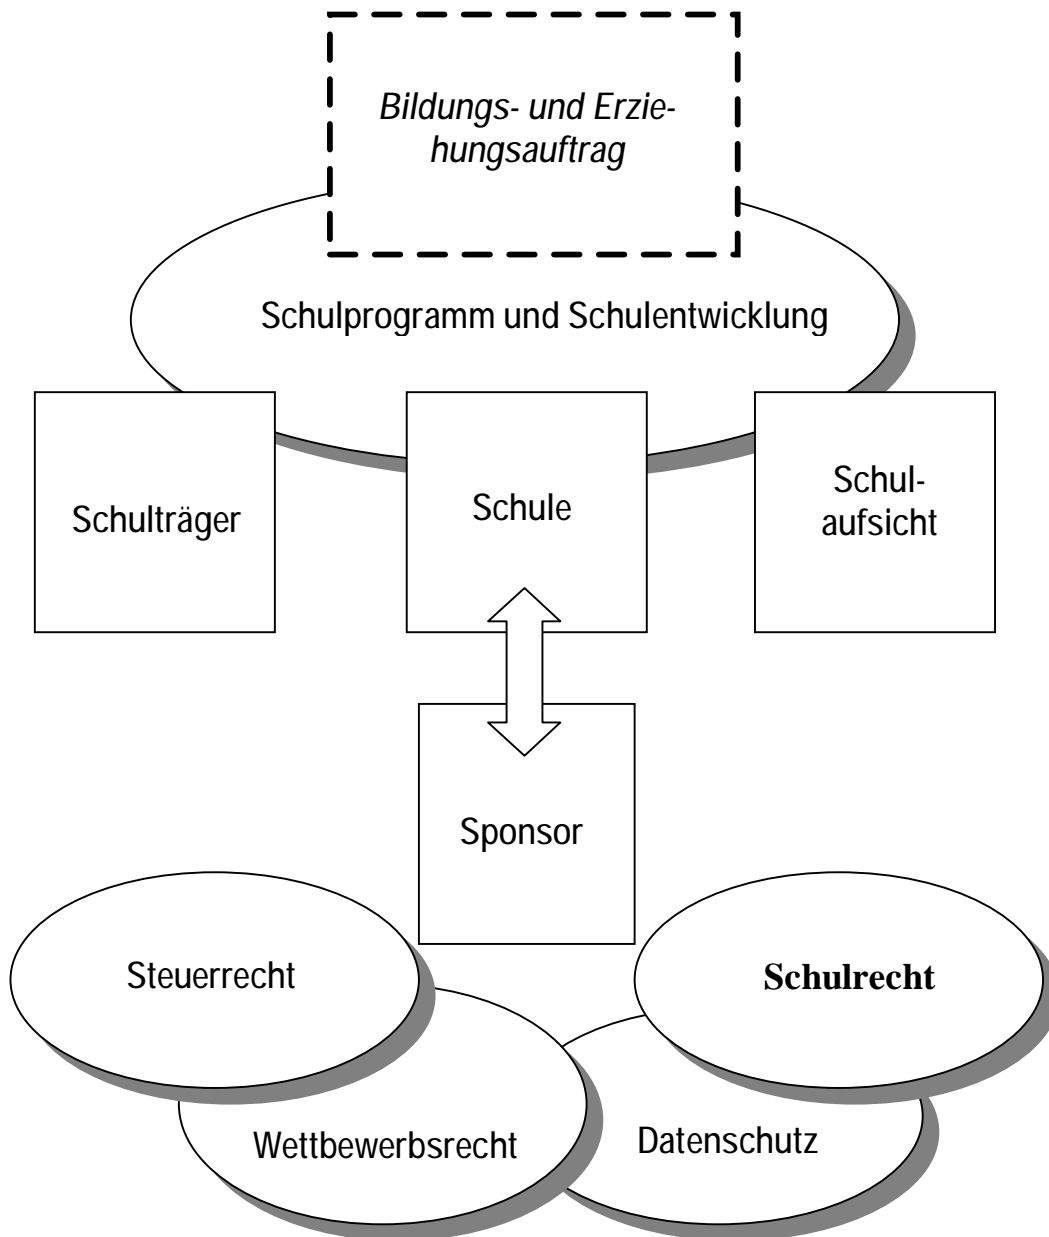 Bildungs- und Erzie-
hungsauftrag
Schulprogramm und Schulentwicklung
Schulträger
Schule
Schul-
aufsicht
Sponsor
Steuerrecht
Schulrecht
Wettbewerbsrecht
Datenschutz